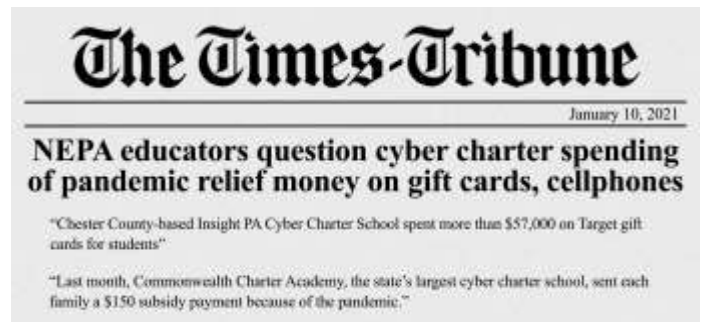 The Times-Tribune
January 10, 2021
NEPA educators question cyber charter spending
of pandemic relief money on gift cards, cellphones
“Chester County-based Insight PA Cyber Charter School spent more than $57,000 on Target gift
cards for students”
“Last month, Commonwealth Charter Academy, the state’s largest cyber charter school, sent each
family a $150 subsidy payment because of the pandemic.”